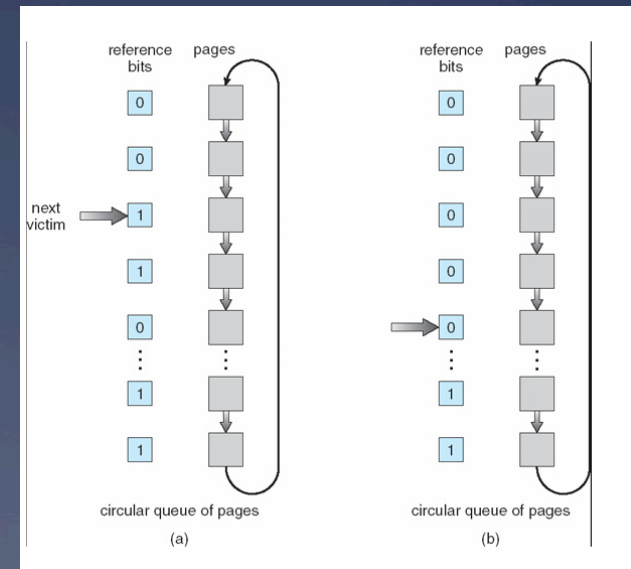 reference bits
pages
0
0
next victim
1
1
0
1
1
circular queue of pages
(a)
reference bits
pages
0
0
0
0
0
1
1
circular queue of pages
(b)